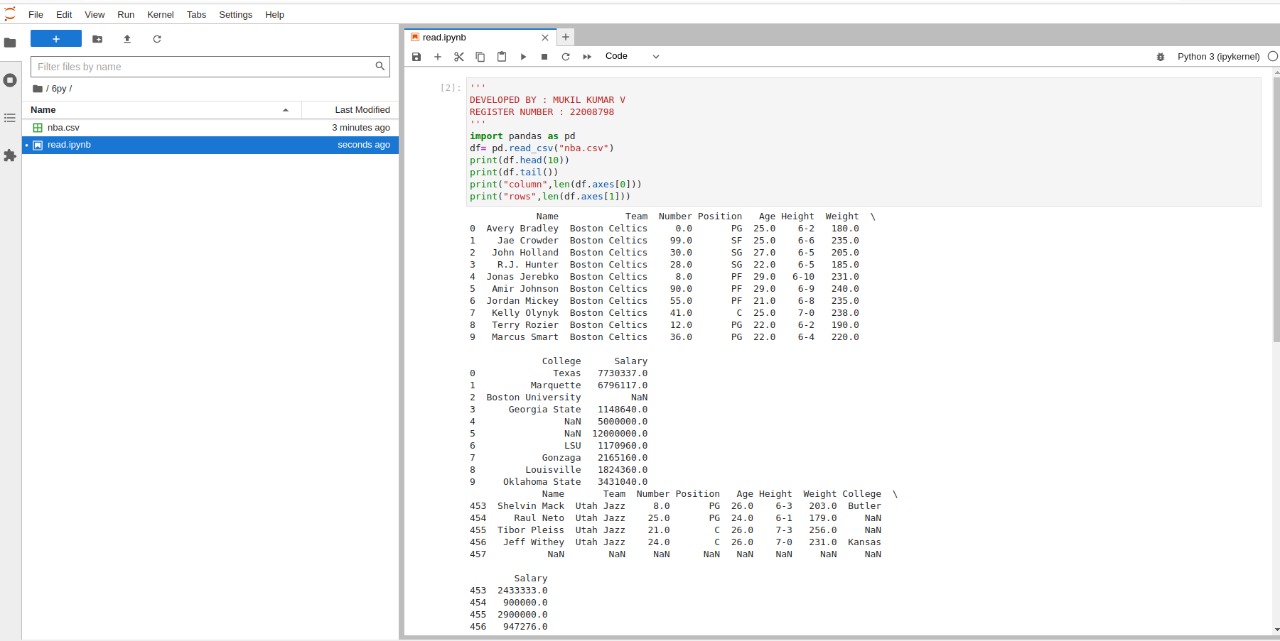 File Edit View Run Kernel Tabs Settings Help
Filter files by name
/ 6py /
Name Last Modified
nba.csv 3 minutes ago
read.ipynb seconds ago
read.ipynb
Code Python 3 (ipykernel)
[2]: '''
DEVELOPED BY : MUKIL KUMAR V
REGISTER NUMBER : 22008798
'''
import pandas as pd
df= pd.read_csv("nba.csv")
print(df.head(10))
print(df.tail())
print("column",len(df.axes[0]))
print("rows",len(df.axes[1]))
Name Team Number Position Age Height Weight \
0 Avery Bradley Boston Celtics 0.0 PG 25.0 6-2 180.0
1 Jae Crowder Boston Celtics 99.0 SF 25.0 6-6 235.0
2 John Holland Boston Celtics 30.0 SG 27.0 6-5 205.0
3 R.J. Hunter Boston Celtics 28.0 SG 22.0 6-5 185.0
4 Jonas Jerebko Boston Celtics 8.0 PF 29.0 6-10 231.0
5 Amir Johnson Boston Celtics 90.0 PF 29.0 6-9 240.0
6 Jordan Mickey Boston Celtics 55.0 PF 21.0 6-8 235.0
7 Kelly Olynyk Boston Celtics 41.0 C 25.0 7-0 238.0
8 Terry Rozier Boston Celtics 12.0 PG 22.0 6-2 190.0
9 Marcus Smart Boston Celtics 36.0 PG 22.0 6-4 220.0
College Salary
0 Texas 7730337.0
1 Marquette 6796117.0
2 Boston University NaN
3 Georgia State 1148640.0
4 NaN 5000000.0
5 NaN 12000000.0
6 LSU 1170960.0
7 Gonzaga 2165160.0
8 Louisville 1824360.0
9 Oklahoma State 3431040.0
Name Team Number Position Age Height Weight College \
453 Shelvin Mack Utah Jazz 8.0 PG 26.0 6-3 203.0 Butler
454 Raul Neto Utah Jazz 25.0 PG 24.0 6-1 179.0 NaN
455 Tibor Pleiss Utah Jazz 21.0 C 26.0 7-3 256.0 NaN
456 Jeff Withey Utah Jazz 24.0 C 26.0 7-0 231.0 Kansas
457 NaN NaN NaN NaN NaN NaN NaN NaN
Salary
453 2433333.0
454 900000.0
455 2900000.0
456 947276.0